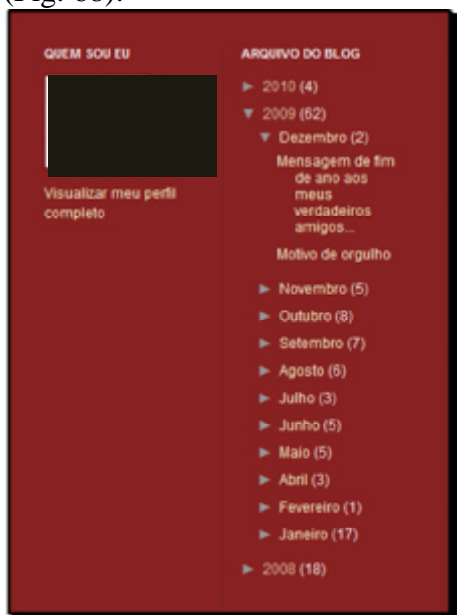 QUEM SOU EU
Visualizar meu perfil
completo
ARQUIVO DO BLOG
► 2010 (4)
▼ 2009 (62)
▼ Dezembro (2)
Mensagem de fim
de ano aos
meus
verdadeiros
amigos...
Motivo de orgulho
► Novembro (5)
► Outubro (8)
► Setembro (7)
► Agosto (6)
► Julho (3)
► Junho (5)
► Maio (5)
► Abril (3)
► Fevereiro (1)
► Janeiro (17)
► 2008 (18)